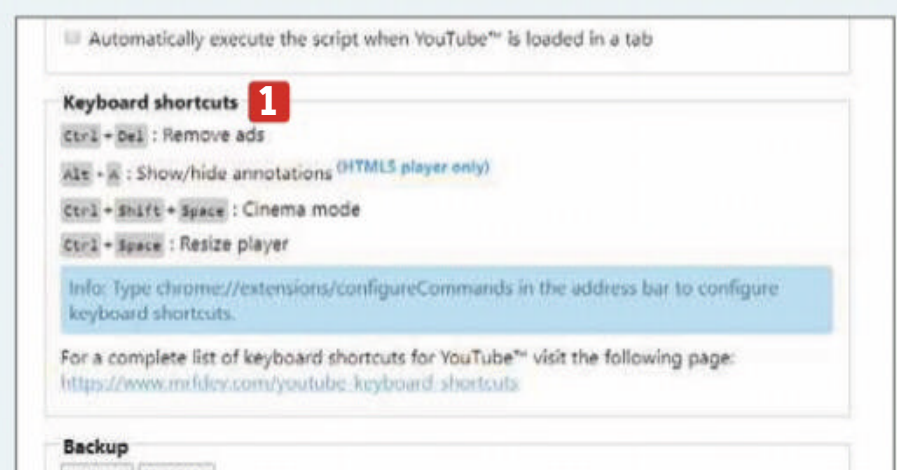 Automatically execute the script when YouTube™ is loaded in a tab
Keyboard shortcuts 1
Ctrl + Del : Remove ads
Alt + A : Show/hide annotations (HTML5 player only)
Ctrl + Shift + Space : Cinema mode
Ctrl + Space : Resize player
Info: Type chrome://extensions/configureCommands in the address bar to configure
keyboard shortcuts.
For a complete list of keyboard shortcuts for YouTube™ visit the following page:
https://www.mrfdev.com/youtube-keyboard-shortcuts
Backup